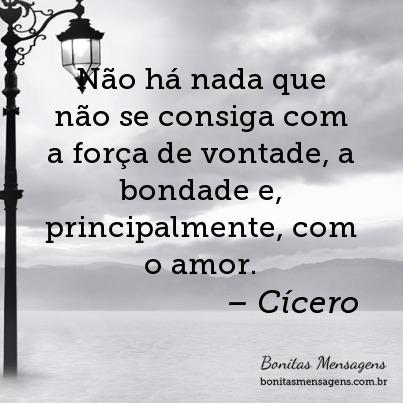 Não há nada que
não se consiga com
a força de vontade, a
bondade e,
principalmente, com
o amor.
– Cícero
Bonitas Mensagens
bonitasmensagens.com.br